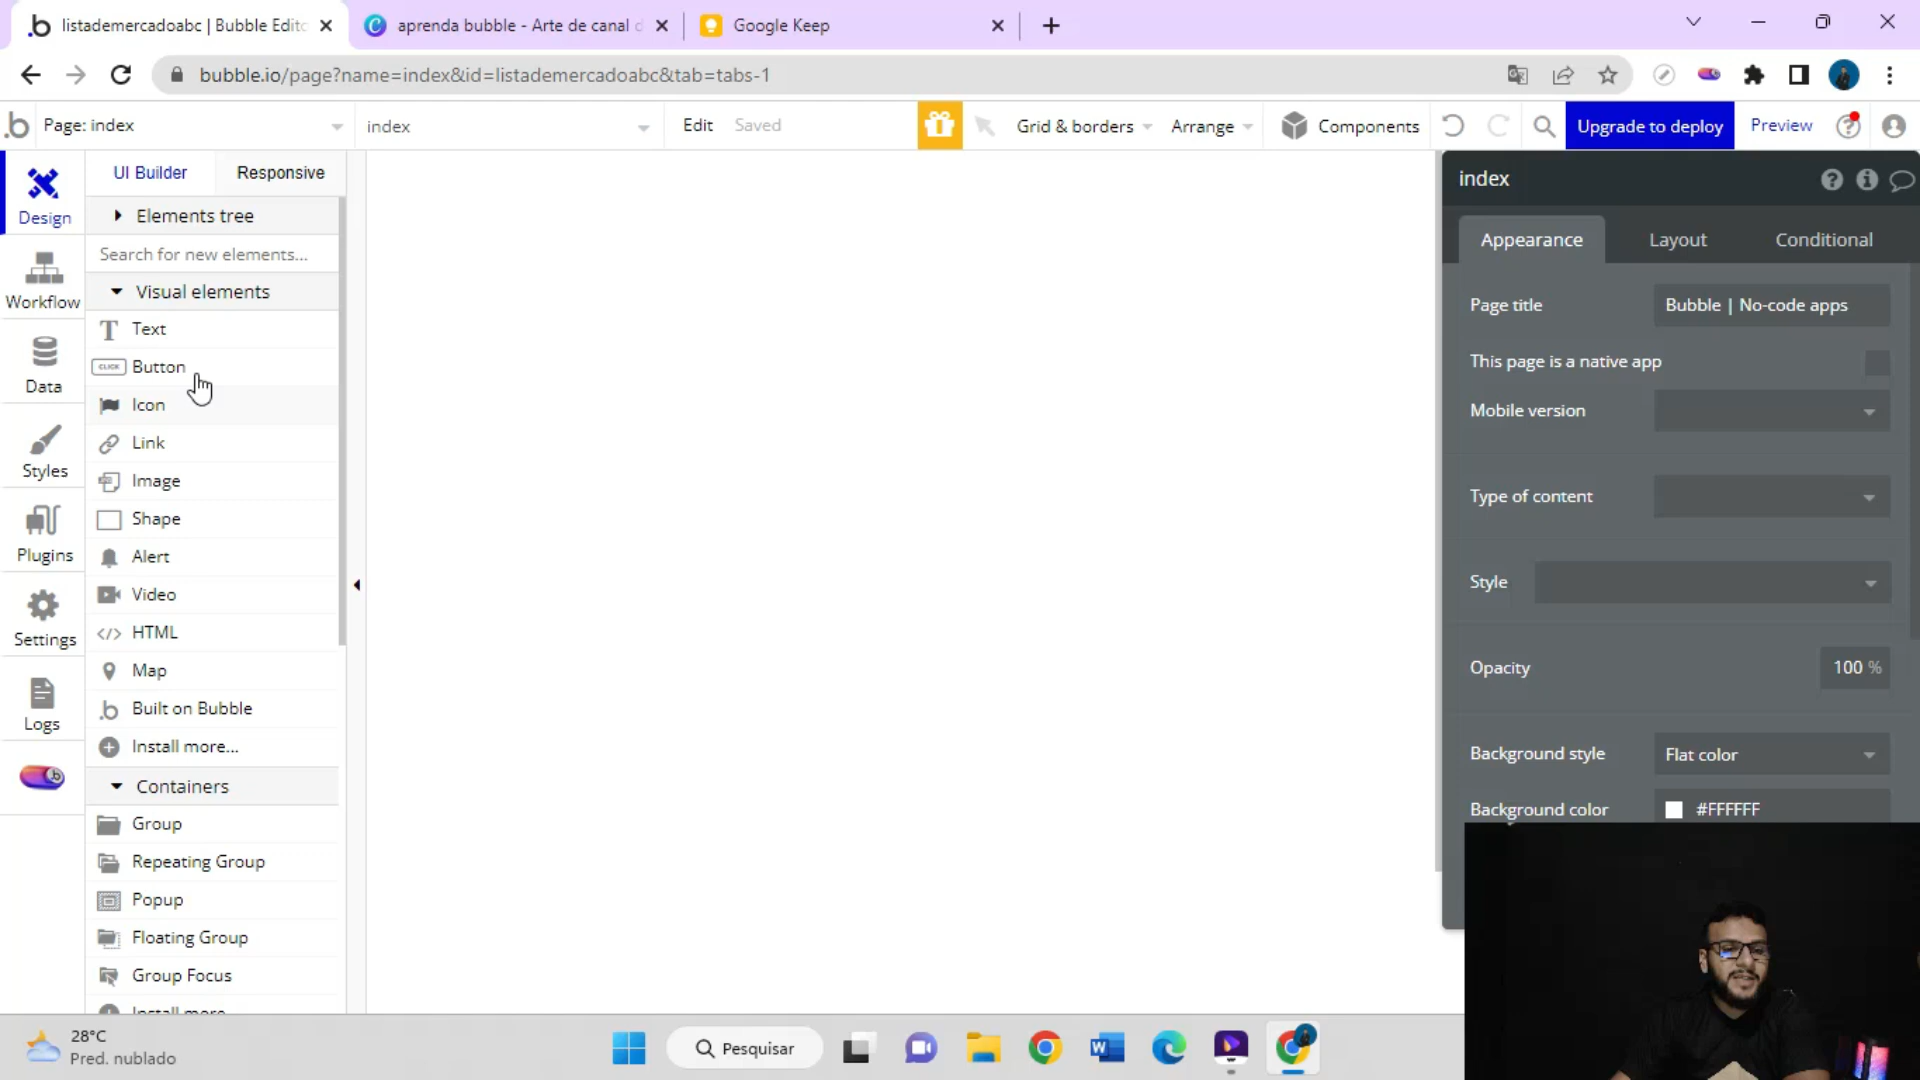 listademercadoabc | Bubble Edit
aprenda bubble - Arte de canal
Google Keep
bubble.io/page?name=index&id=listademercadoabc&tab=tabs-1
Page: index
index
Edit
Saved
Grid & borders
Arrange
Components
Upgrade to deploy
Preview
Design
Workflow
Data
Styles
Plugins
Settings
Logs
UI Builder
Responsive
Elements tree
Search for new elements...
Visual elements
Text
CLICK Button
Icon
Link
Image
Shape
Alert
Video
HTML
Map
Built on Bubble
Install more...
Containers
Group
Repeating Group
Popup
Floating Group
Group Focus
Install more
index
Appearance
Layout
Conditional
Page title
Bubble | No-code apps
This page is a native app
Mobile version
Type of content
Style
Opacity
100 %
Background style
Flat color
Background color
#FFFFFF
28°C
Pred. nublado
Pesquisar